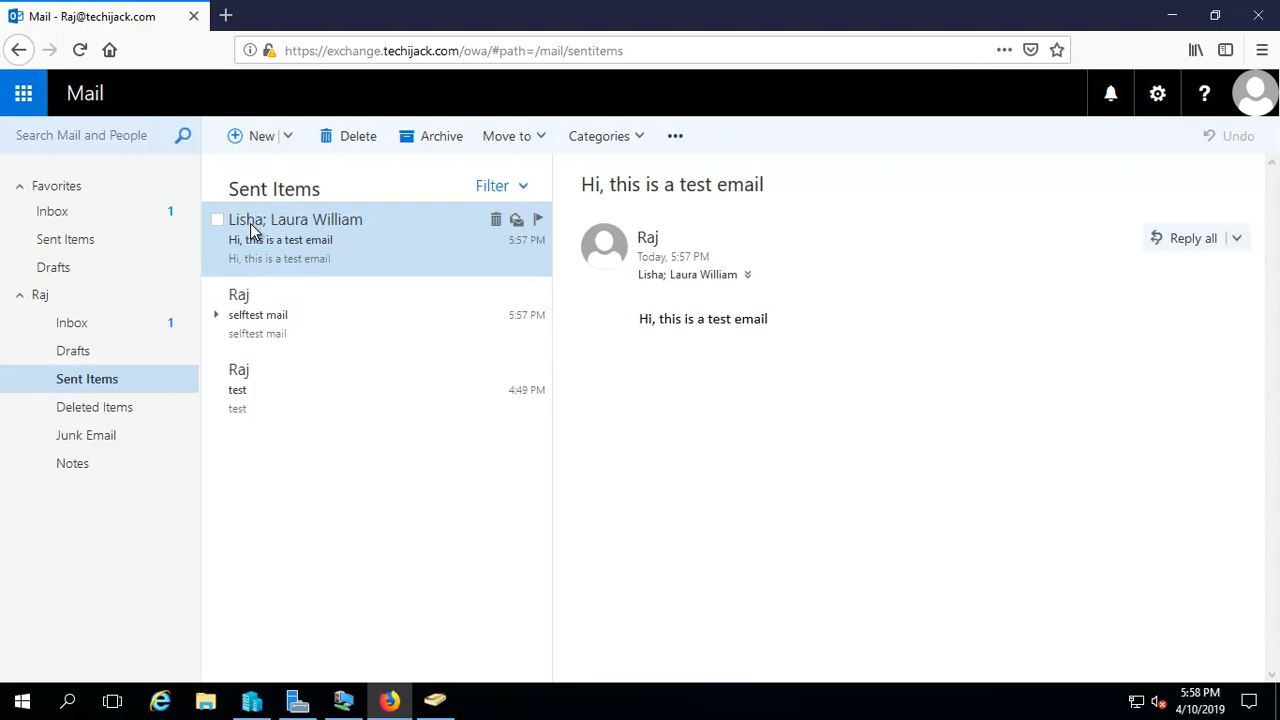 Mail - Raj@techijack.com
https://exchange.techijack.com/owa/#path=/mail/sentitems
Mail
Search Mail and People
New
Delete
Archive
Move to
Categories
Undo
Favorites
Inbox 1
Sent Items
Drafts
Raj
Inbox 1
Drafts
Sent Items
Deleted Items
Junk Email
Notes
Sent Items
Filter
Lisha; Laura William
Hi, this is a test email 5:57 PM
Hi, this is a test email
Raj
selftest mail 5:57 PM
selftest mail
Raj
test 4:49 PM
test
Hi, this is a test email
Raj
Today, 5:57 PM
Lisha; Laura William
Reply all
Hi, this is a test email
5:58 PM
4/10/2019